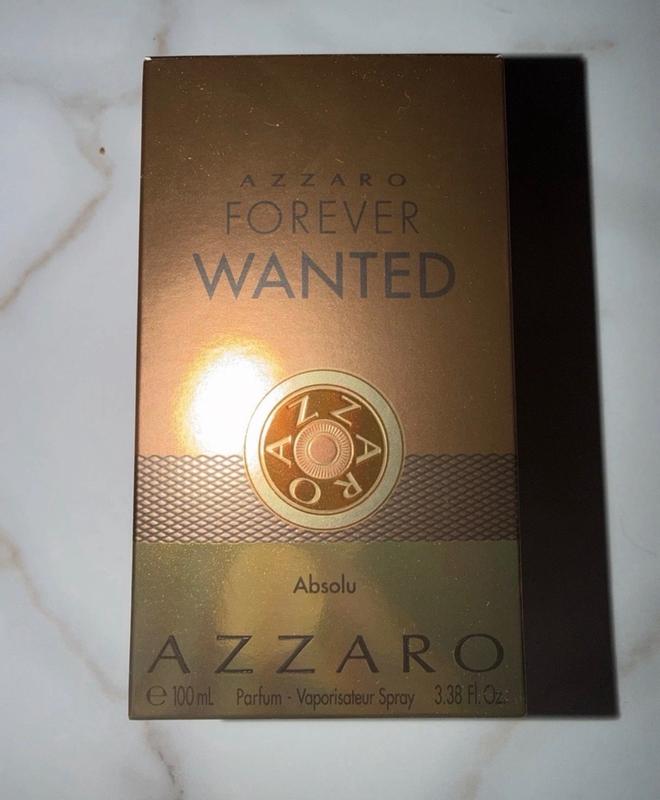 AZZARO
FOREVER
WANTED
AZZARO
Absolu
AZZARO
℮ 100 mL Parfum - Vaporisateur Spray 3.38 Fl. Oz.